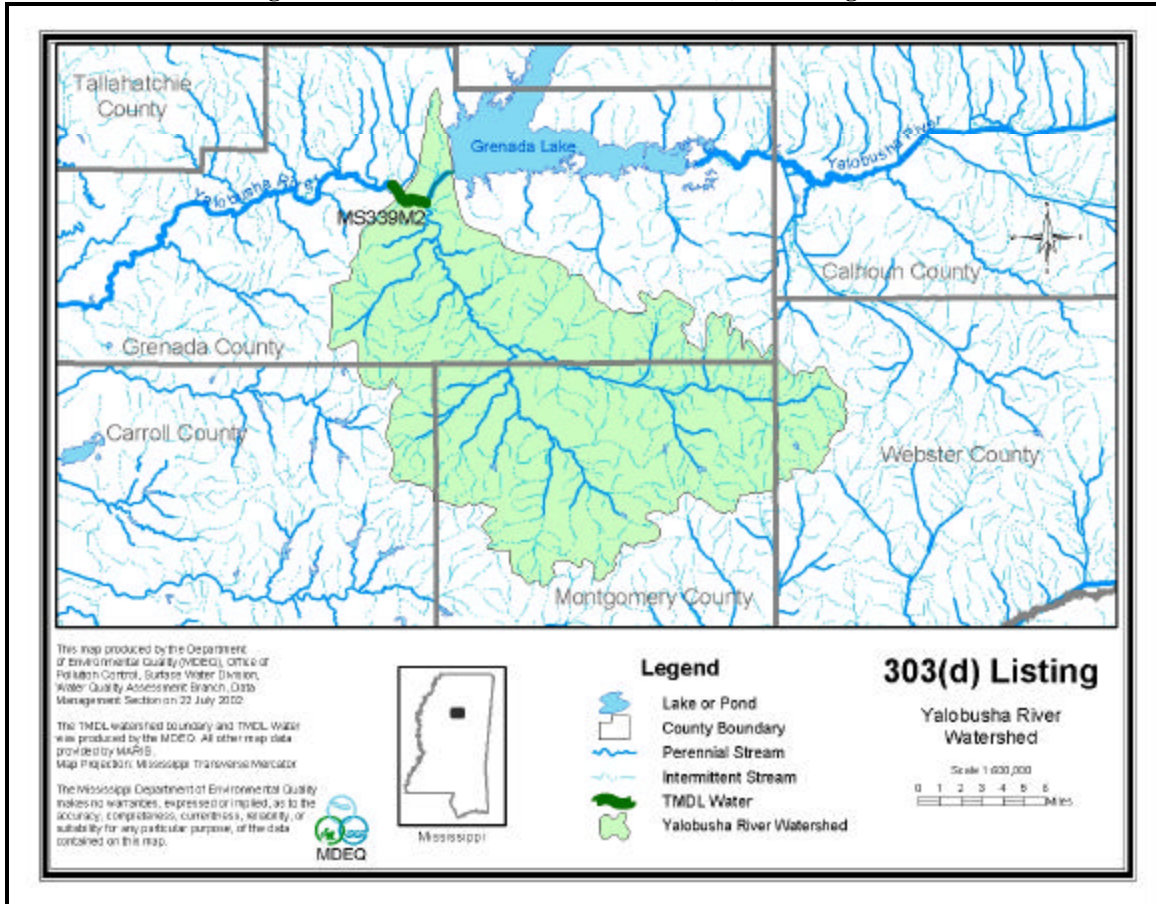 Tallahatchie
County
Grenada Lake
Yalobusha River
Yalobusha River
MS339M2
Calhoun County
Grenada County
Carroll County
Webster County
Montgomery County
This map produced by the Department
of Environmental Quality (MDEQ), Office of
Pollution Control, Surface Water Division,
Water Quality Assessment Branch, Data
Management Section on 22 July 2002
The TMDL watershed boundary and TMDL Water
was produced by the MDEQ. All other map data
provided by MARIS.
Map Projection: Mississippi Transverse Mercator
The Mississippi Department of Environmental Quality
makes no warranties, expressed or implied, as to the
accuracy, completeness, currentness, reliability, or
suitability for any particular purpose, of the data
contained on this map.
MDEQ
Mississippi
Legend
Lake or Pond
County Boundary
Perennial Stream
Intermittent Stream
TMDL Water
Yalobusha River Watershed
303(d) Listing
Yalobusha River
Watershed
Scale 1:600,000
0 1 2 3 4 5 6
Miles